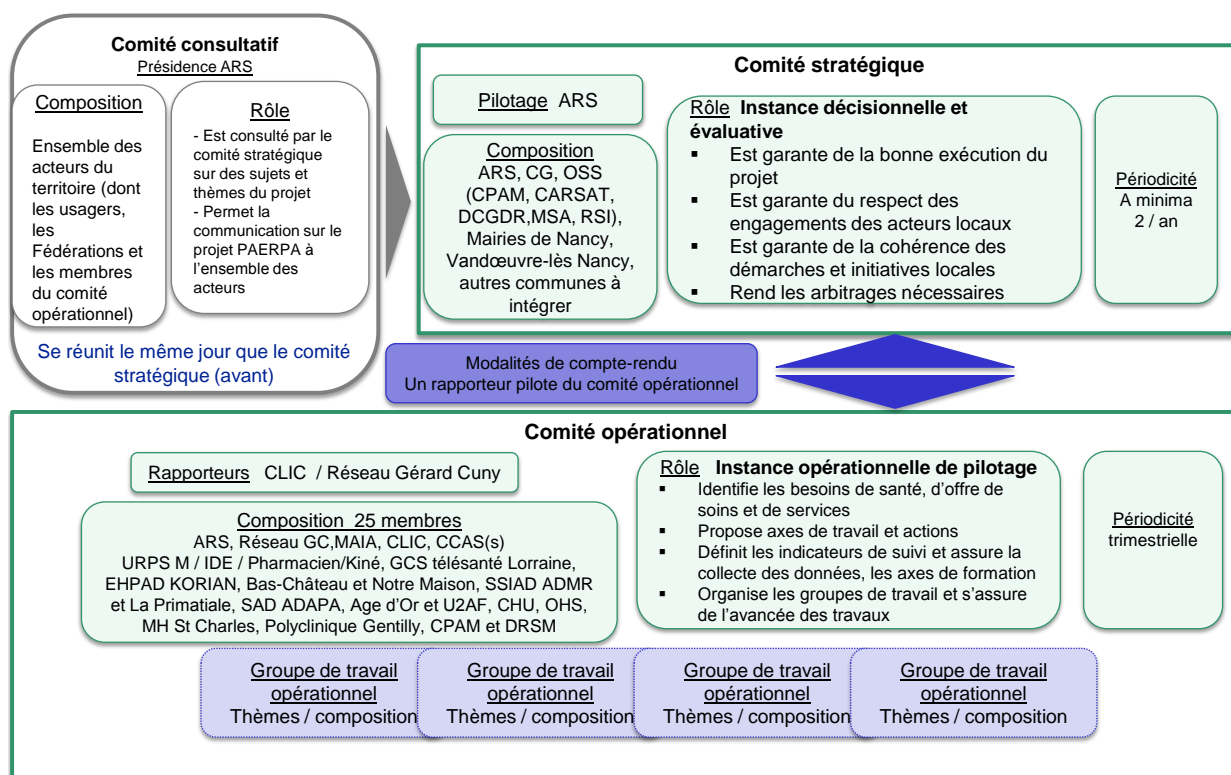 Comité consultatif
Présidence ARS
Composition
Ensemble des
acteurs du
territoire (dont
les usagers,
les
Fédérations et
les membres
du comité
opérationnel)
Rôle
- Est consulté par le
comité stratégique
sur des sujets et
thèmes du projet
- Permet la
communication sur le
projet PAERPA à
l'ensemble des
acteurs
Se réunit le même jour que le comité
stratégique (avant)
Comité stratégique
Pilotage ARS
Composition
ARS, CG, OSS
(CPAM, CARSAT,
DCGDR,MSA, RSI),
Mairies de Nancy,
Vandœuvre-lès Nancy,
autres communes à
intégrer
Rôle Instance décisionnelle et
évaluative
▪ Est garante de la bonne exécution du
projet
▪ Est garante du respect des
engagements des acteurs locaux
▪ Est garante de la cohérence des
démarches et initiatives locales
▪ Rend les arbitrages nécessaires
Périodicité
A minima
2 / an
Modalités de compte-rendu
Un rapporteur pilote du comité opérationnel
Comité opérationnel
Rapporteurs CLIC / Réseau Gérard Cuny
Composition 25 membres
ARS, Réseau GC,MAIA, CLIC, CCAS(s)
URPS M / IDE / Pharmacien/Kiné, GCS télésanté Lorraine,
EHPAD KORIAN, Bas-Château et Notre Maison, SSIAD ADMR
et La Primatiale, SAD ADAPA, Age d'Or et U2AF, CHU, OHS,
MH St Charles, Polyclinique Gentilly, CPAM et DRSM
Rôle Instance opérationnelle de pilotage
▪ Identifie les besoins de santé, d'offre de
soins et de services
▪ Propose axes de travail et actions
▪ Définit les indicateurs de suivi et assure la
collecte des données, les axes de formation
▪ Organise les groupes de travail et s'assure
de l'avancée des travaux
Périodicité
trimestrielle
Groupe de travail
opérationnel
Thèmes / composition
Groupe de travail
opérationnel
Thèmes / composition
Groupe de travail
opérationnel
Thèmes / composition
Groupe de travail
opérationnel
Thèmes / composition